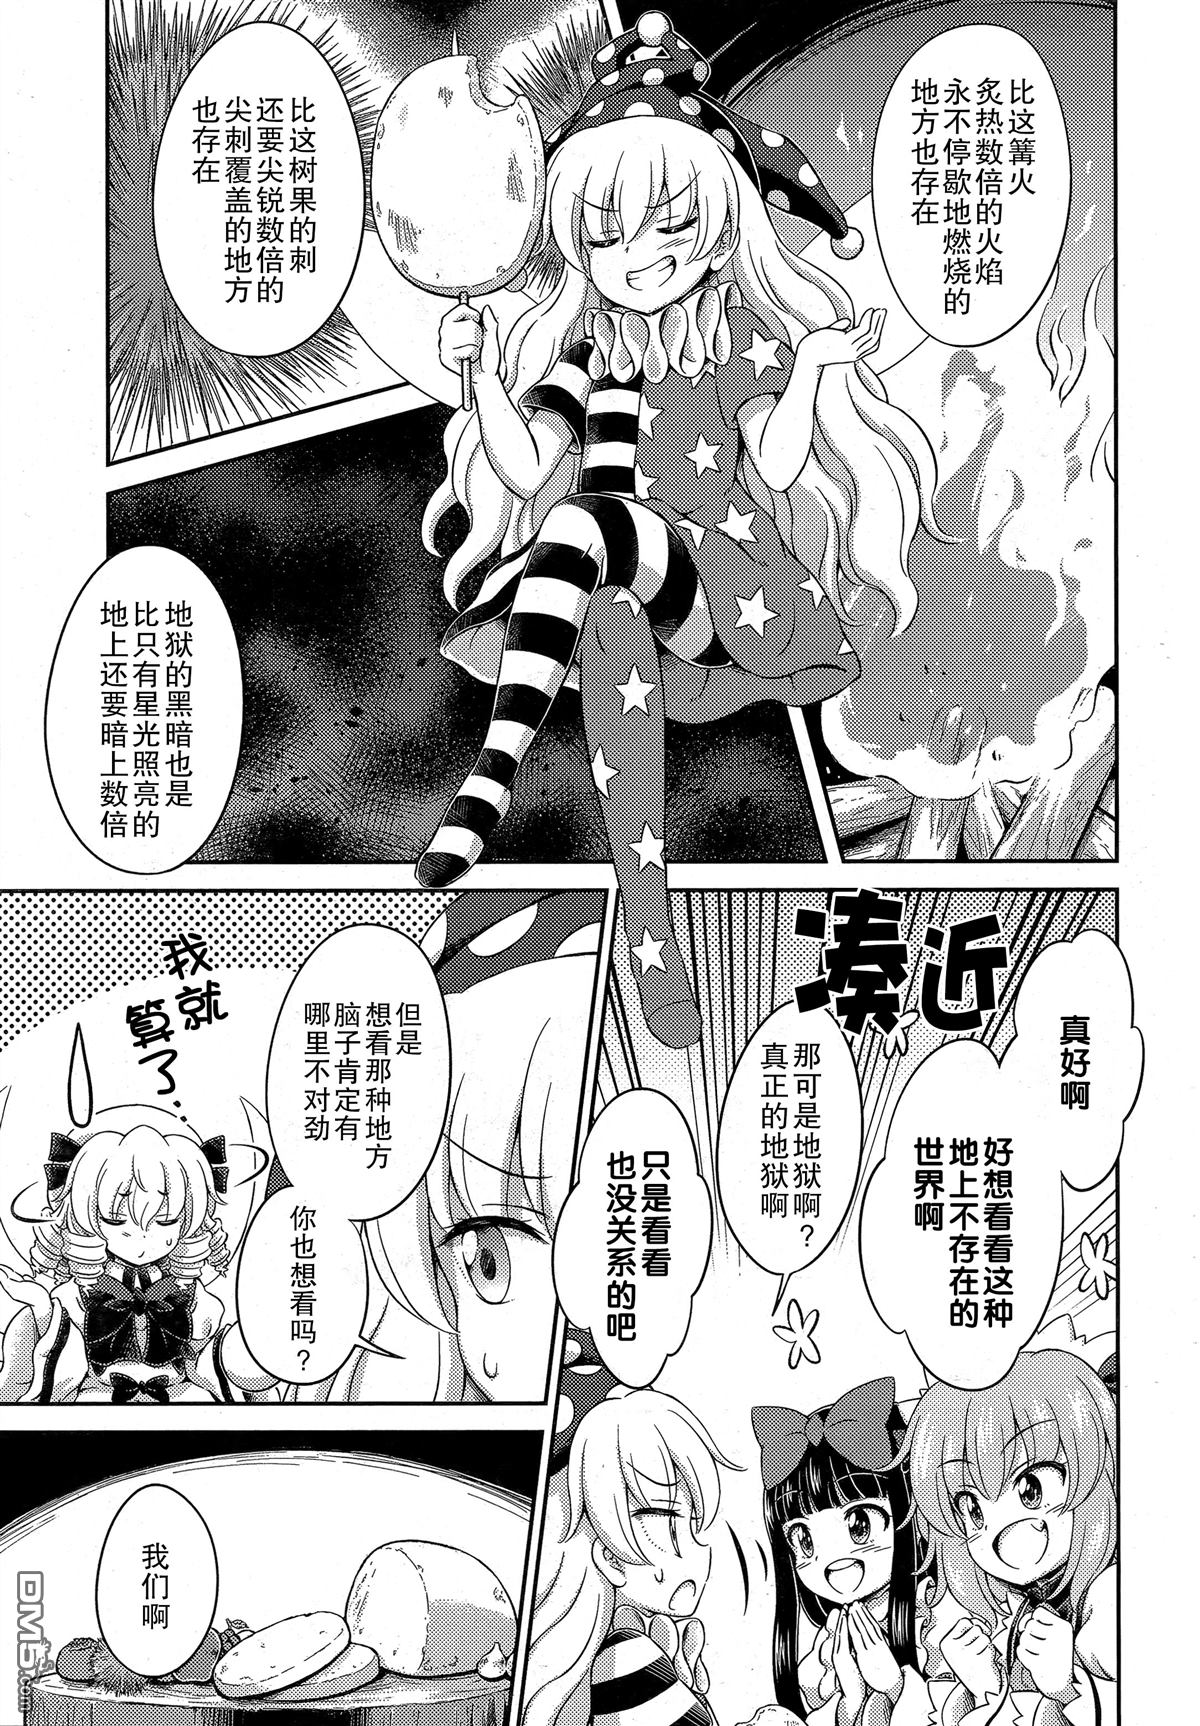 比这篝火
炙热数倍的火焰
永不停歇地燃烧的
地方也存在
比这树果的刺
还要尖锐数倍的
尖刺覆盖的地方
也存在
地狱的黑暗也是
比只有星光照亮的
地上还要暗上数倍
凑近
真好啊
好想看看这种
地上不存在的
世界啊
那可是地狱啊？
真正的地狱啊
只是看看
也没关系的吧
但是
想看那种地方
脑子肯定有
哪里不对劲
你也想看吗？
我就
算了．
我们啊
DM5.com